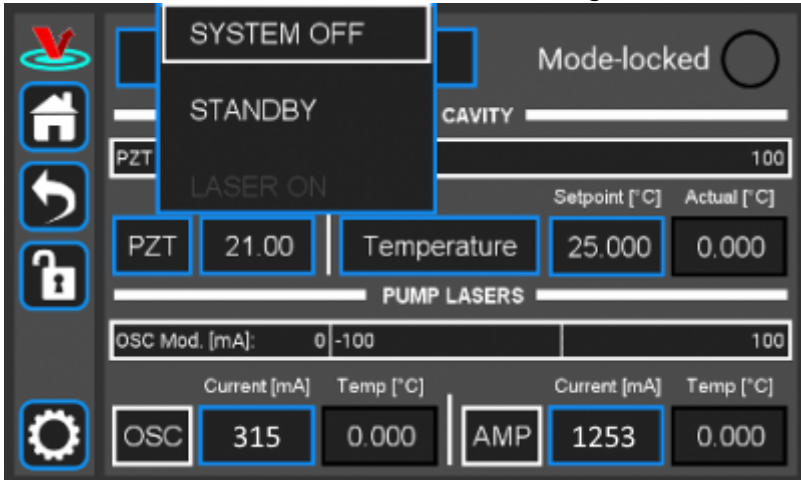 SYSTEM OFF
Mode-locked
STANDBY
CAVITY
PZT
100
LASER ON
Setpoint [°C] Actual [°C]
PZT 21.00 Temperature 25.000 0.000
PUMP LASERS
OSC Mod. [mA]: 0 -100 100
Current [mA] Temp [°C] Current [mA] Temp [°C]
OSC 315 0.000 AMP 1253 0.000